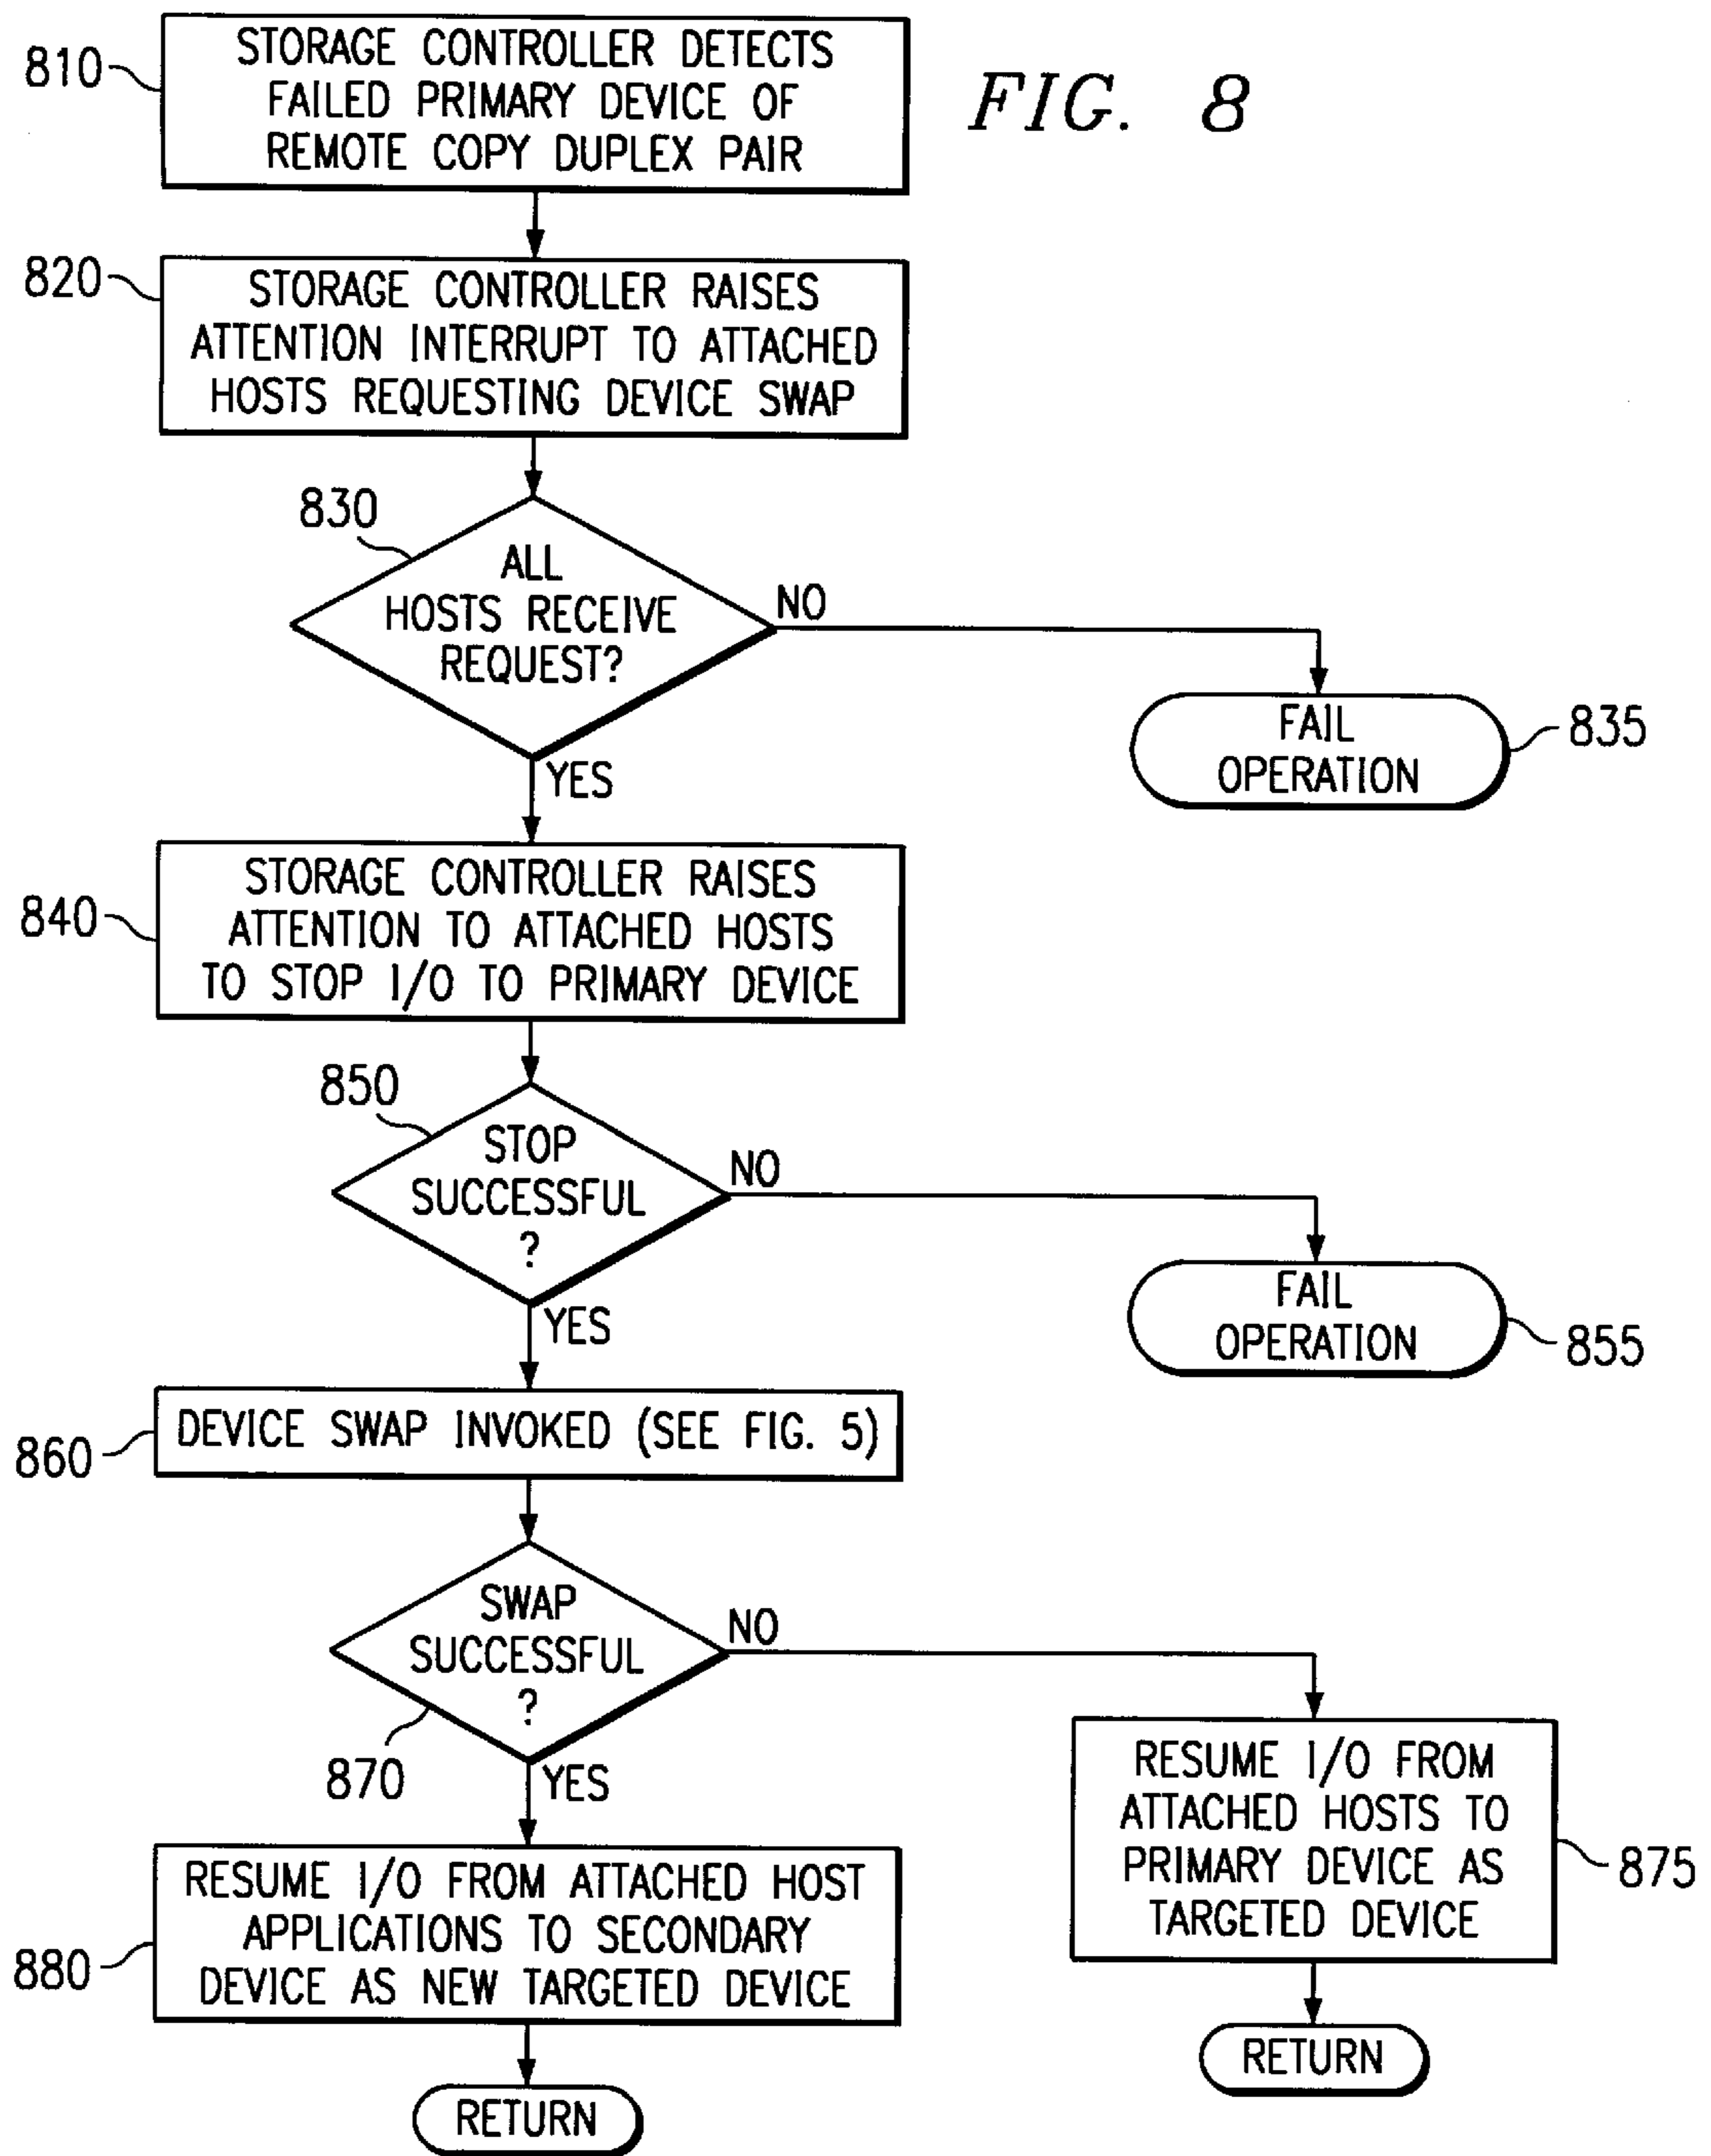 FIG. 8
810
STORAGE CONTROLLER DETECTS
FAILED PRIMARY DEVICE OF
REMOTE COPY DUPLEX PAIR
820
STORAGE CONTROLLER RAISES
ATTENTION INTERRUPT TO ATTACHED
HOSTS REQUESTING DEVICE SWAP
830
ALL
HOSTS RECEIVE
REQUEST?
NO
FAIL
OPERATION
835
YES
840
STORAGE CONTROLLER RAISES
ATTENTION TO ATTACHED HOSTS
TO STOP I/O TO PRIMARY DEVICE
850
STOP
SUCCESSFUL
?
NO
FAIL
OPERATION
855
YES
860
DEVICE SWAP INVOKED (SEE FIG. 5)
SWAP
SUCCESSFUL
?
870
NO
RESUME I/O FROM
ATTACHED HOSTS TO
PRIMARY DEVICE AS
TARGETED DEVICE
875
RETURN
YES
880
RESUME I/O FROM ATTACHED HOST
APPLICATIONS TO SECONDARY
DEVICE AS NEW TARGETED DEVICE
RETURN